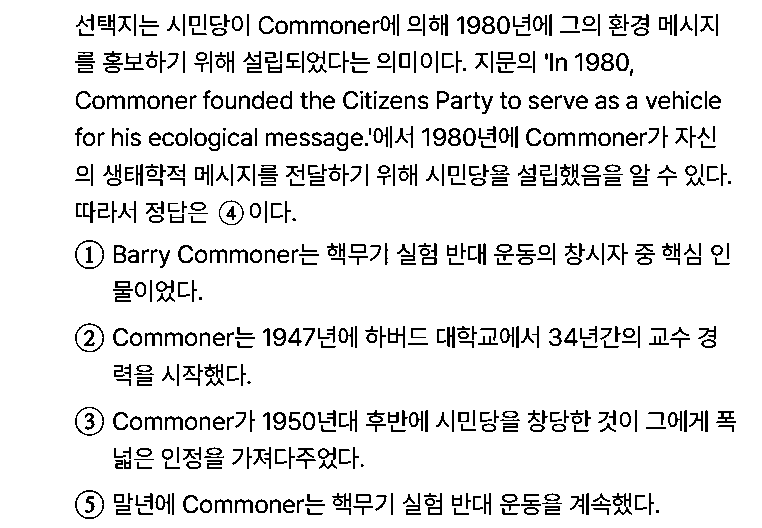 선택지는 시민당이 Commoner에 의해 1980년에 그의 환경 메시지
를 홍보하기 위해 설립되었다는 의미이다. 지문의 'In 1980,
Commoner founded the Citizens Party to serve as a vehicle
for his ecological message.'에서 1980년에 Commoner가 자신
의 생태학적 메시지를 전달하기 위해 시민당을 설립했음을 알 수 있다.
따라서 정답은 ④이다.
① Barry Commoner는 핵무기 실험 반대 운동의 창시자 중 핵심 인
물이었다.
② Commoner는 1947년에 하버드 대학교에서 34년간의 교수 경
력을 시작했다.
③ Commoner가 1950년대 후반에 시민당을 창당한 것이 그에게 폭
넓은 인정을 가져다주었다.
⑤ 말년에 Commoner는 핵무기 실험 반대 운동을 계속했다.